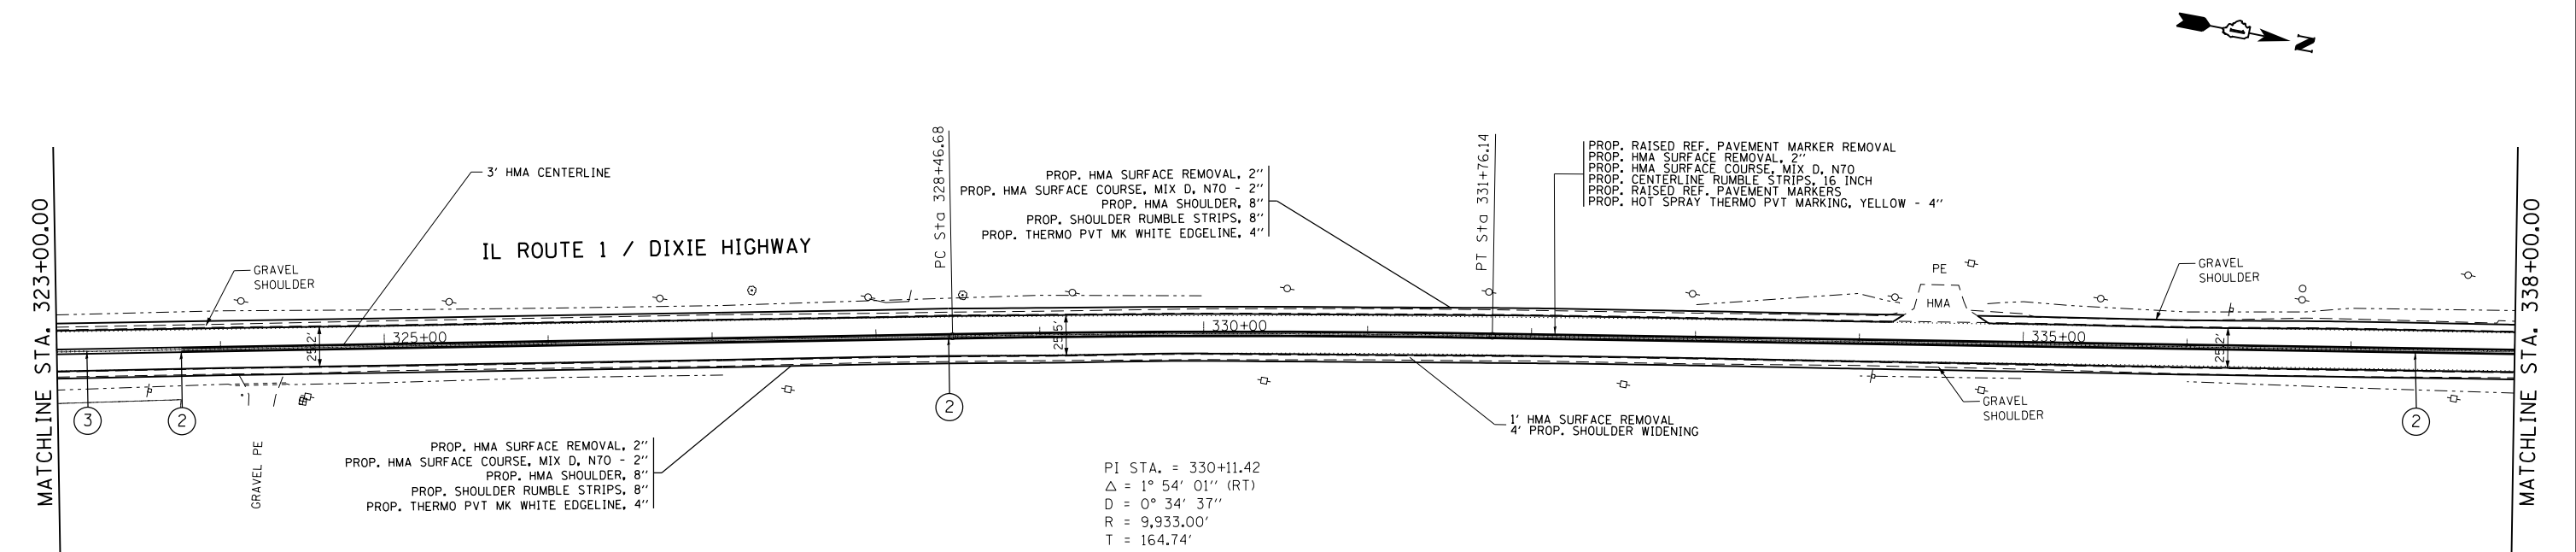 N
1
MATCHLINE STA. 323+00.00
3' HMA CENTERLINE
IL ROUTE 1 / DIXIE HIGHWAY
GRAVEL
SHOULDER
PC Sta 328+46.68
PROP. HMA SURFACE REMOVAL, 2"
PROP. HMA SURFACE COURSE, MIX D, N70 - 2"
PROP. HMA SHOULDER, 8"
PROP. SHOULDER RUMBLE STRIPS, 8"
PROP. THERMO PVT MK WHITE EDGELINE, 4"
PT Sta 331+76.14
PROP. RAISED REF. PAVEMENT MARKER REMOVAL
PROP. HMA SURFACE REMOVAL, 2"
PROP. HMA SURFACE COURSE, MIX D, N70
PROP. CENTERLINE RUMBLE STRIPS, 16 INCH
PROP. RAISED REF. PAVEMENT MARKERS
PROP. HOT SPRAY THERMO PVT MARKING, YELLOW - 4"
PE
HMA
GRAVEL
SHOULDER
MATCHLINE STA. 338+00.00
25.2'
325+00
25.5'
330+00
335+00
25.2'
3
2
2
2
GRAVEL PE
PROP. HMA SURFACE REMOVAL, 2"
PROP. HMA SURFACE COURSE, MIX D, N70 - 2"
PROP. HMA SHOULDER, 8"
PROP. SHOULDER RUMBLE STRIPS, 8"
PROP. THERMO PVT MK WHITE EDGELINE, 4"
1' HMA SURFACE REMOVAL
4' PROP. SHOULDER WIDENING
GRAVEL
SHOULDER
PI STA. = 330+11.42
Δ = 1° 54' 01" (RT)
D = 0° 34' 37"
R = 9,933.00'
T = 164.74'